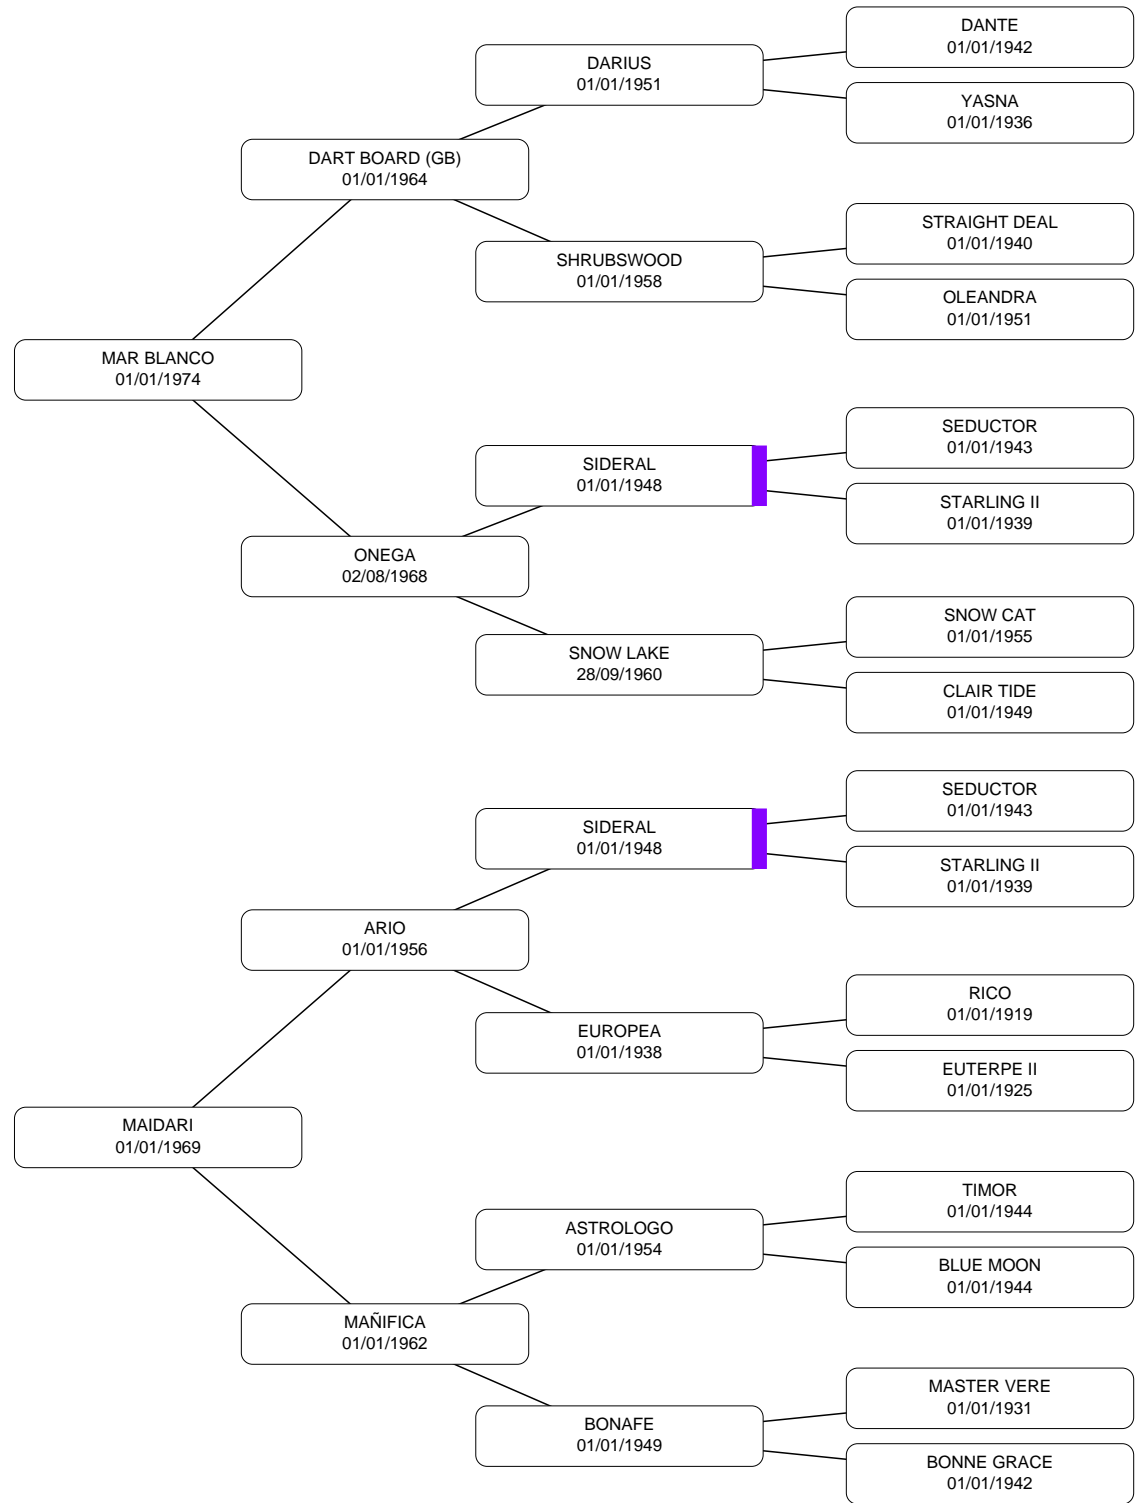 DANTE
01/01/1942
DARIUS
01/01/1951
YASNA
01/01/1936
DART BOARD (GB)
01/01/1964
STRAIGHT DEAL
01/01/1940
SHRUBSWOOD
01/01/1958
OLEANDRA
01/01/1951
MAR BLANCO
01/01/1974
SEDUCTOR
01/01/1943
SIDERAL
01/01/1948
STARLING II
01/01/1939
ONEGA
02/08/1968
SNOW CAT
01/01/1955
SNOW LAKE
28/09/1960
CLAIR TIDE
01/01/1949
SEDUCTOR
01/01/1943
SIDERAL
01/01/1948
STARLING II
01/01/1939
ARIO
01/01/1956
RICO
01/01/1919
EUROPEA
01/01/1938
EUTERPE II
01/01/1925
MAIDARI
01/01/1969
TIMOR
01/01/1944
ASTROLOGO
01/01/1954
BLUE MOON
01/01/1944
MAÑIFICA
01/01/1962
MASTER VERE
01/01/1931
BONAFE
01/01/1949
BONNE GRACE
01/01/1942